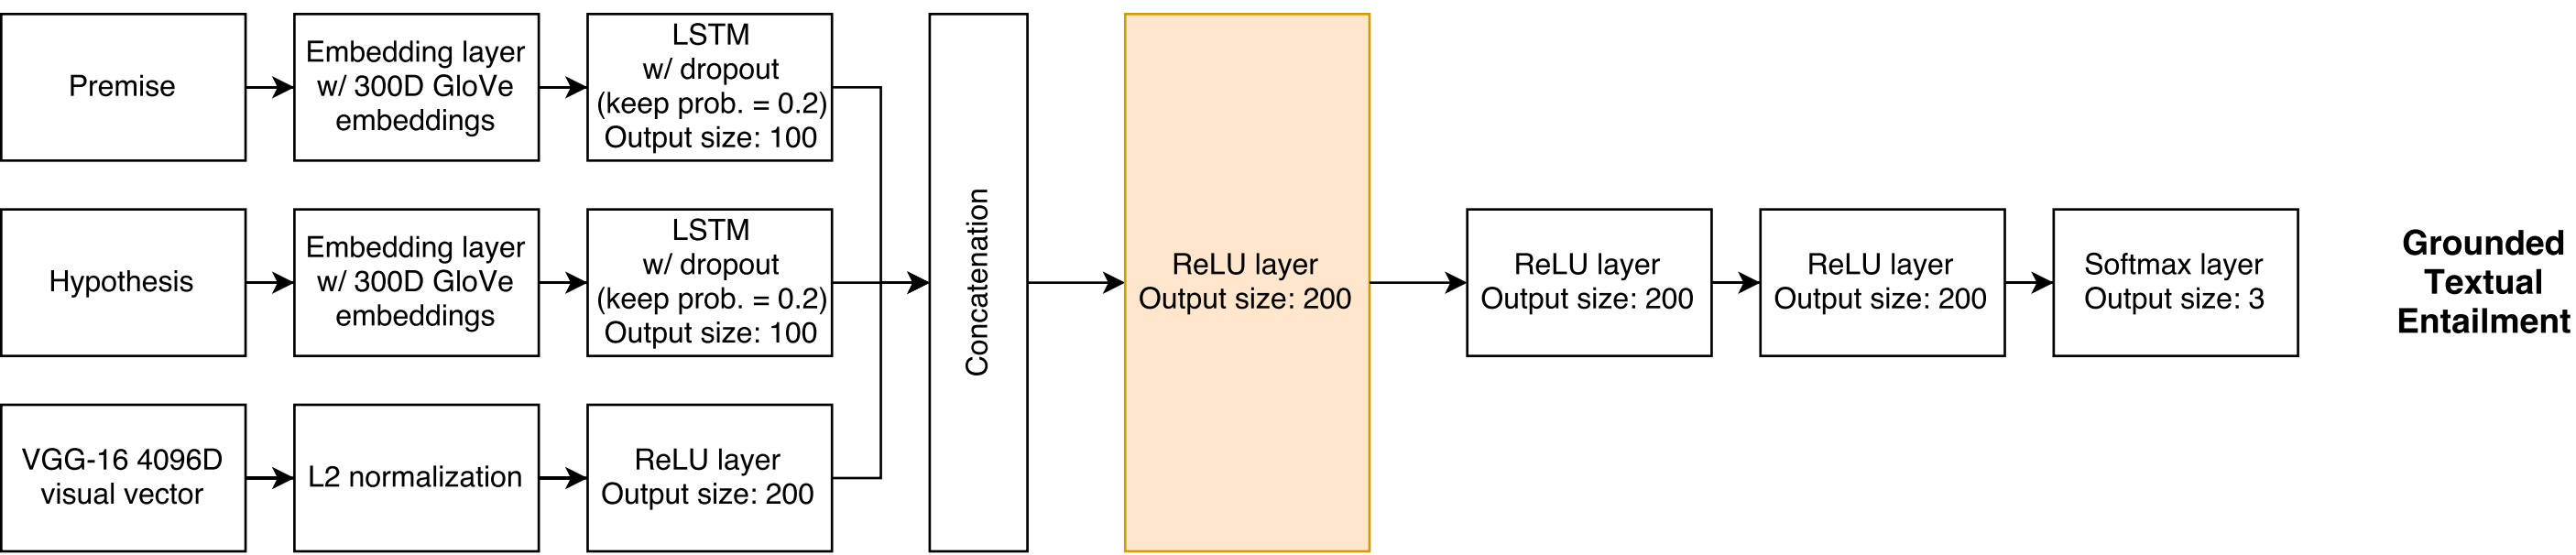 Premise
Embedding layer
w/ 300D GloVe
embeddings
LSTM
w/ dropout
(keep prob. = 0.2)
Output size: 100
Hypothesis
Embedding layer
w/ 300D GloVe
embeddings
LSTM
w/ dropout
(keep prob. = 0.2)
Output size: 100
VGG-16 4096D
visual vector
L2 normalization
ReLU layer
Output size: 200
Concatenation
ReLU layer
Output size: 200
ReLU layer
Output size: 200
ReLU layer
Output size: 200
Softmax layer
Output size: 3
Grounded
Textual
Entailment